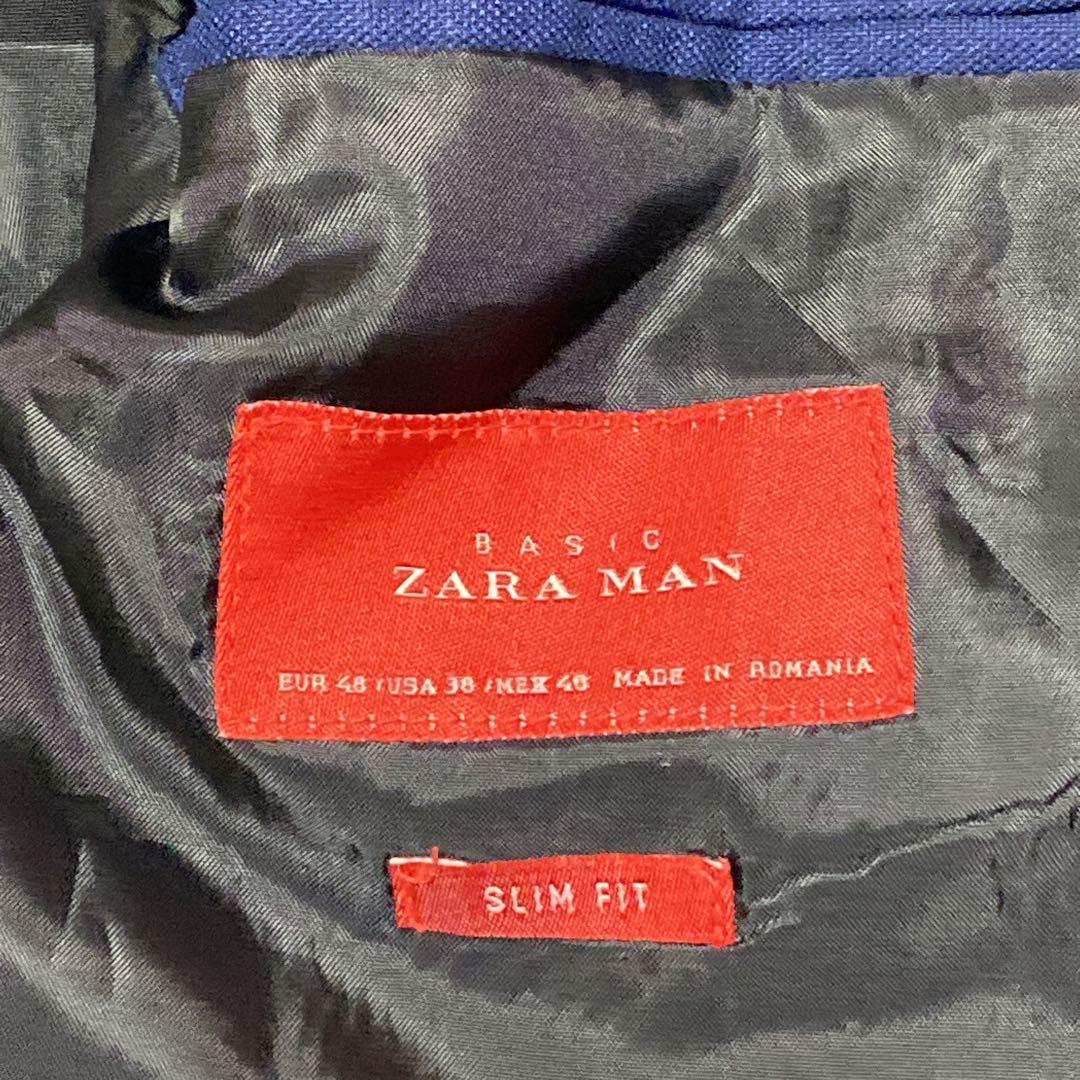 BASIC
ZARA MAN
EUR 48 / USA 38 / MEX 48 MADE IN ROMANIA
SLIM FIT